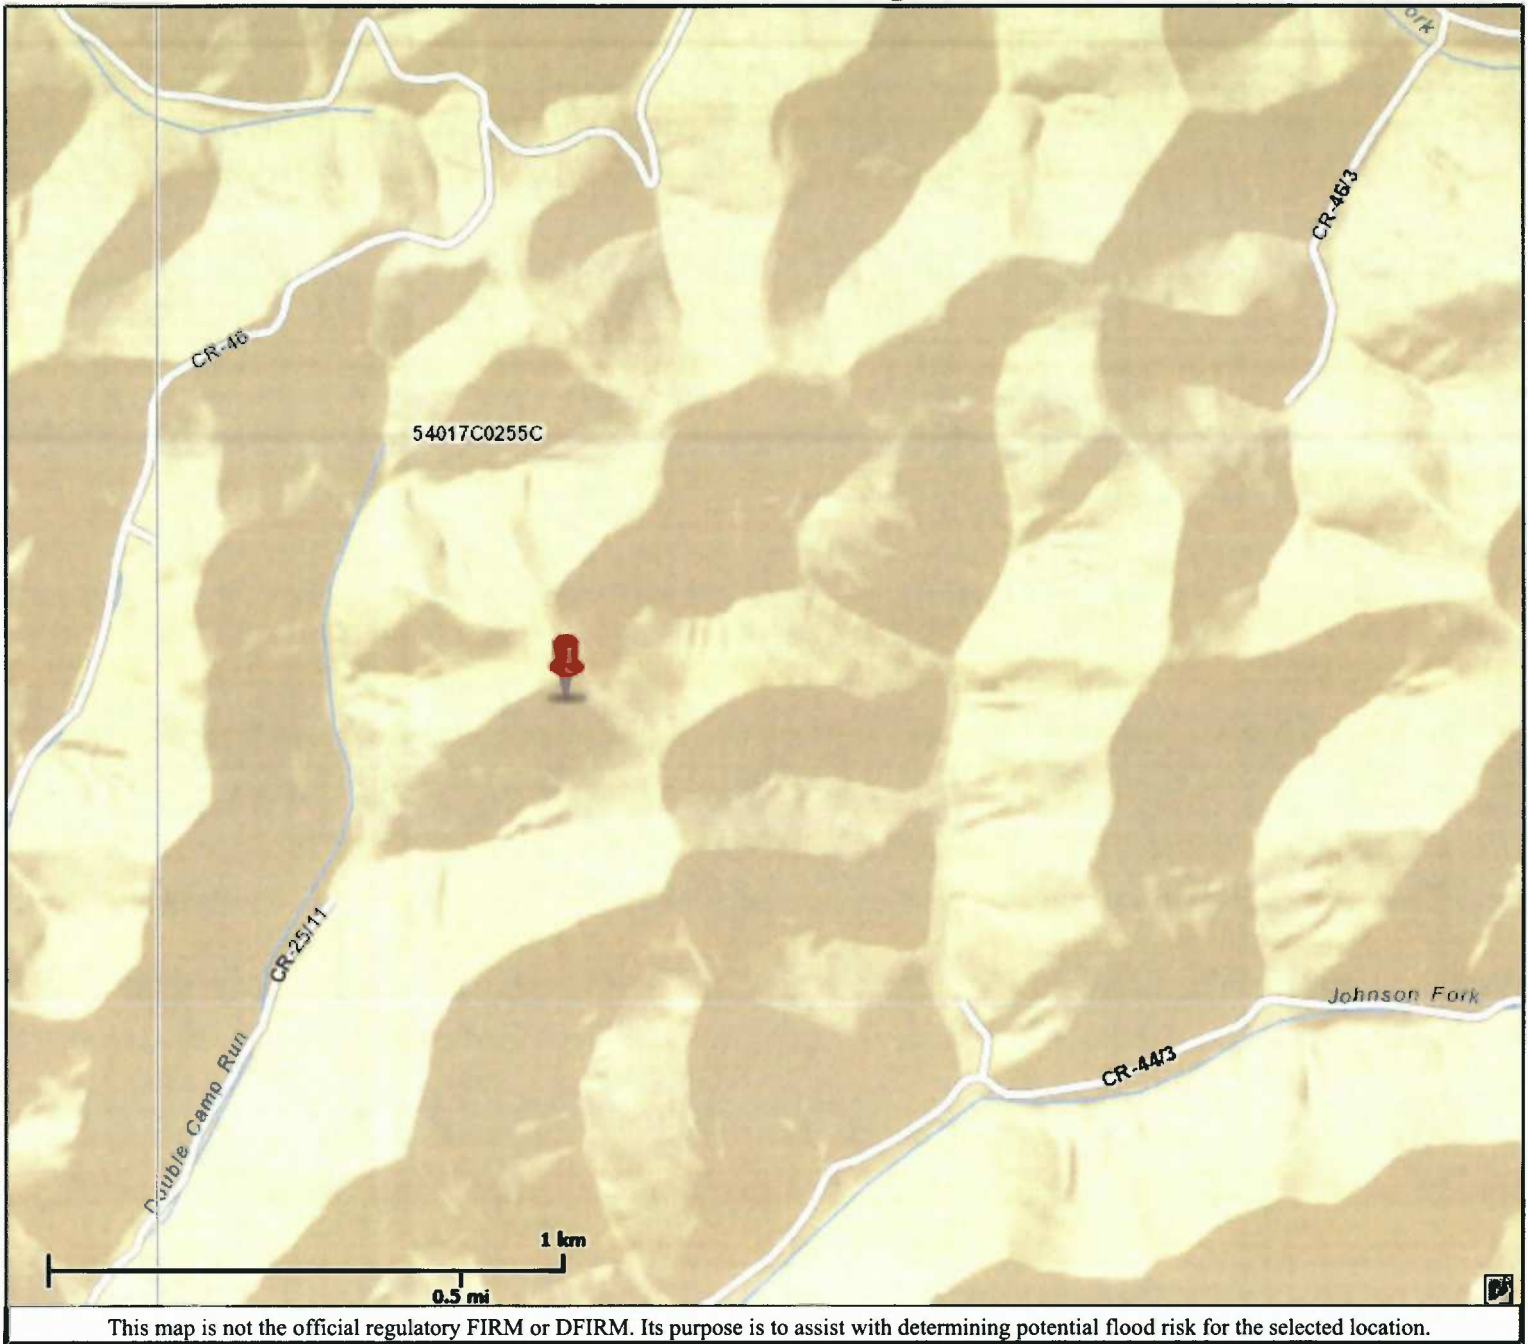 ork
CR-46/3
CR-46
54017C0255C
CR-25/11
Johnson Fork
CR-44/3
Double Camp Run
1 km
0.5 mi
This map is not the official regulatory FIRM or DFIRM. Its purpose is to assist with determining potential flood risk for the selected location.